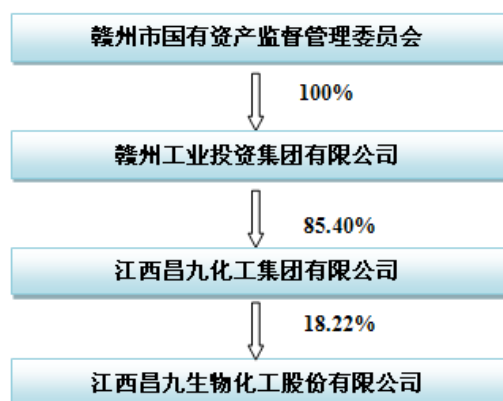 赣州市国有资产监督管理委员会
100%
赣州工业投资集团有限公司
85.40%
江西昌九化工集团有限公司
18.22%
江西昌九生物化工股份有限公司